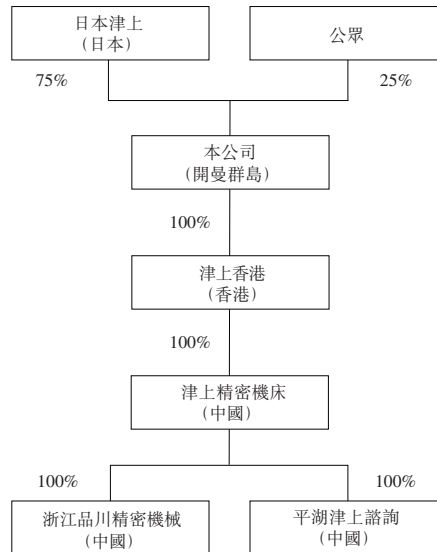 日本津上
(日本)
公眾
75%
25%
本公司
(開曼群島)
100%
津上香港
(香港)
100%
津上精密機床
(中國)
100%
100%
浙江品川精密機械
(中國)
平湖津上諮詢
(中國)